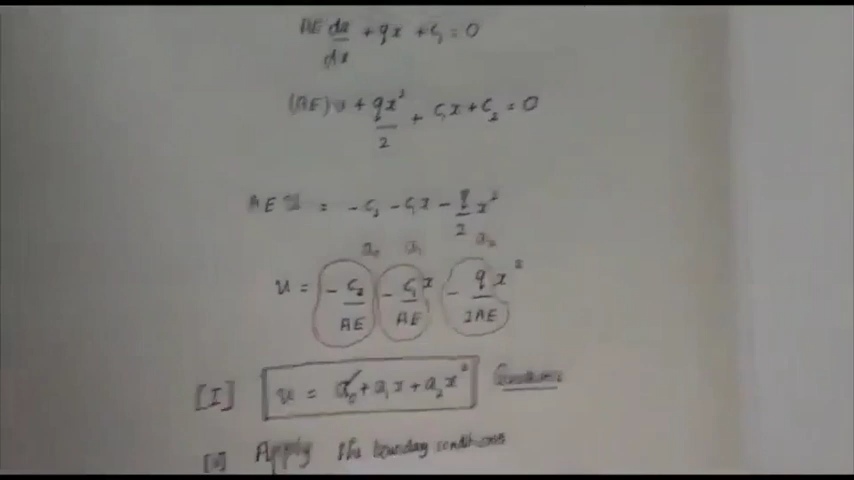 AE du/dx + qx + c₁ = 0
(AE) u + qx²/2 + c₁x + c₂ = 0
AE u = -c₂ - c₁x - q/2 x²
a₀ a₁ a₂
u = -c₂/AE - c₁/AE x - q/2AE x²
[I] u = a₀ + a₁x + a₂x²
[II] Apply the boundary conditions